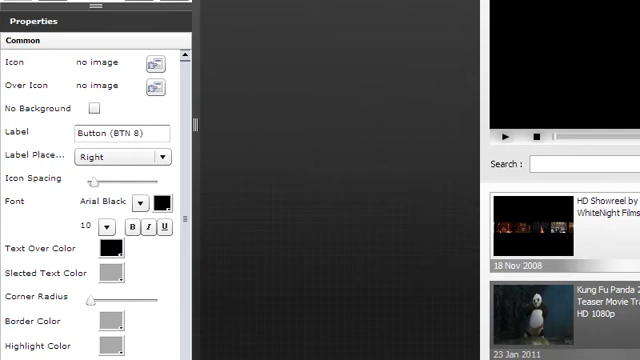 Properties
Common
Icon no image
Over Icon no image
No Background
Label Button (BTN 8)
Label Place... Right
Icon Spacing
Font Arial Black
10 B I U
Text Over Color
Slected Text Color
Corner Radius
Border Color
Highlight Color
Search :
HD Showreel by
WhiteNight Films
18 Nov 2008
Kung Fu Panda 2
Teaser Movie Tra
HD 1080p
23 Jan 2011